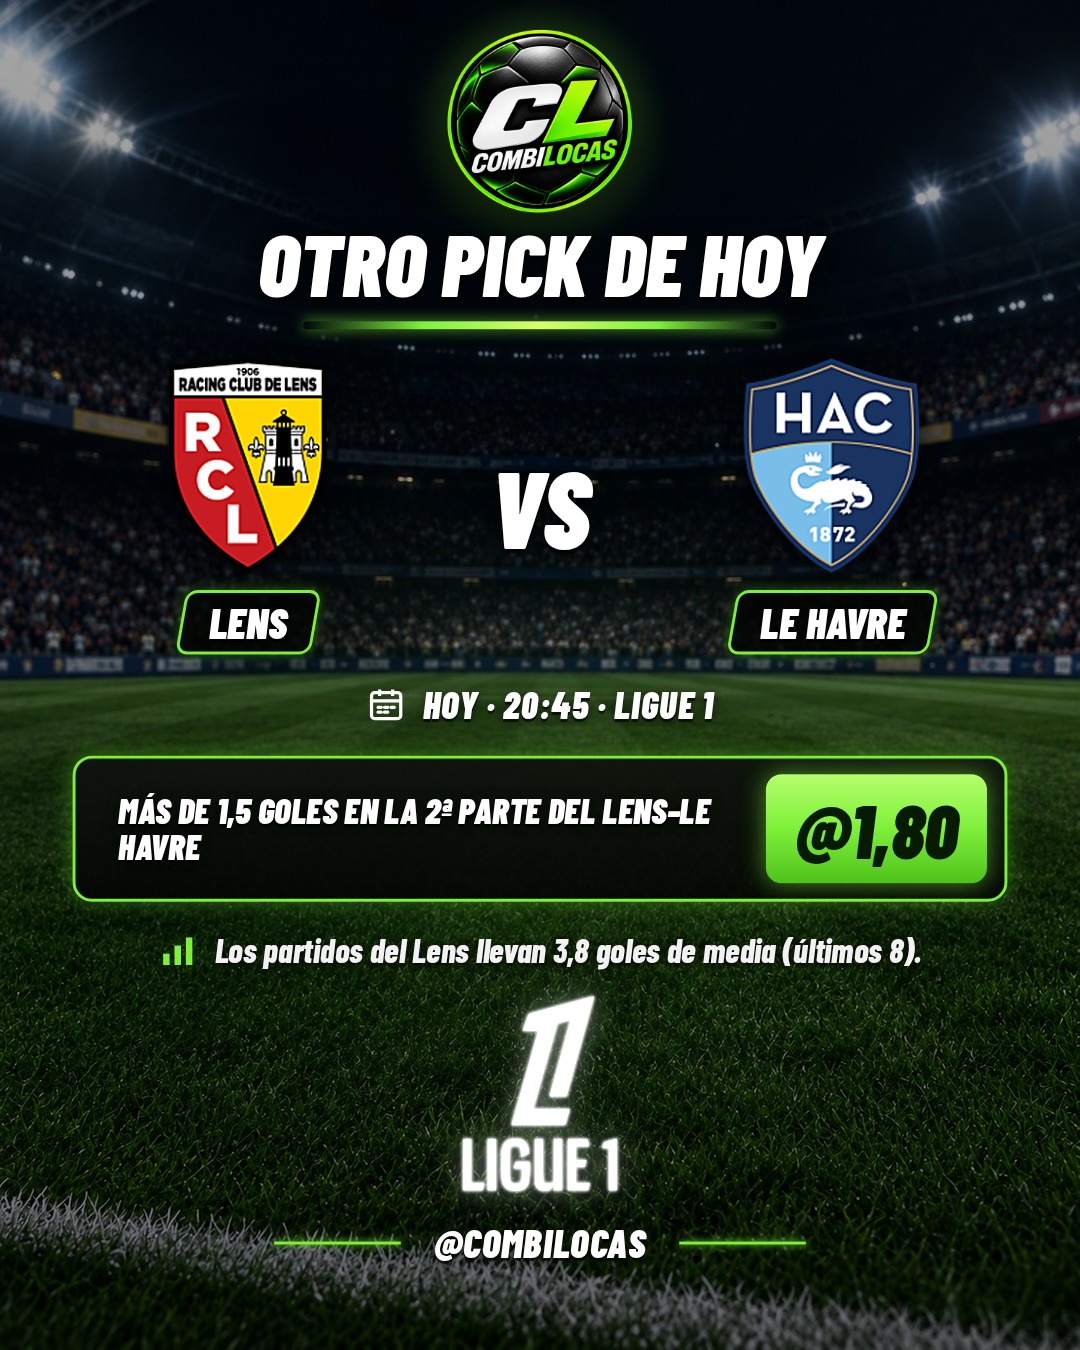 CL
COMBILOCAS
OTRO PICK DE HOY
1906
RACING CLUB DE LENS
R
C
L
HAC
1872
VS
LENS
LE HAVRE
HOY · 20:45 · LIGUE 1
MÁS DE 1,5 GOLES EN LA 2ª PARTE DEL LENS-LE
HAVRE
@1,80
Los partidos del Lens llevan 3,8 goles de media (últimos 8).
LIGUE 1
@COMBILOCAS